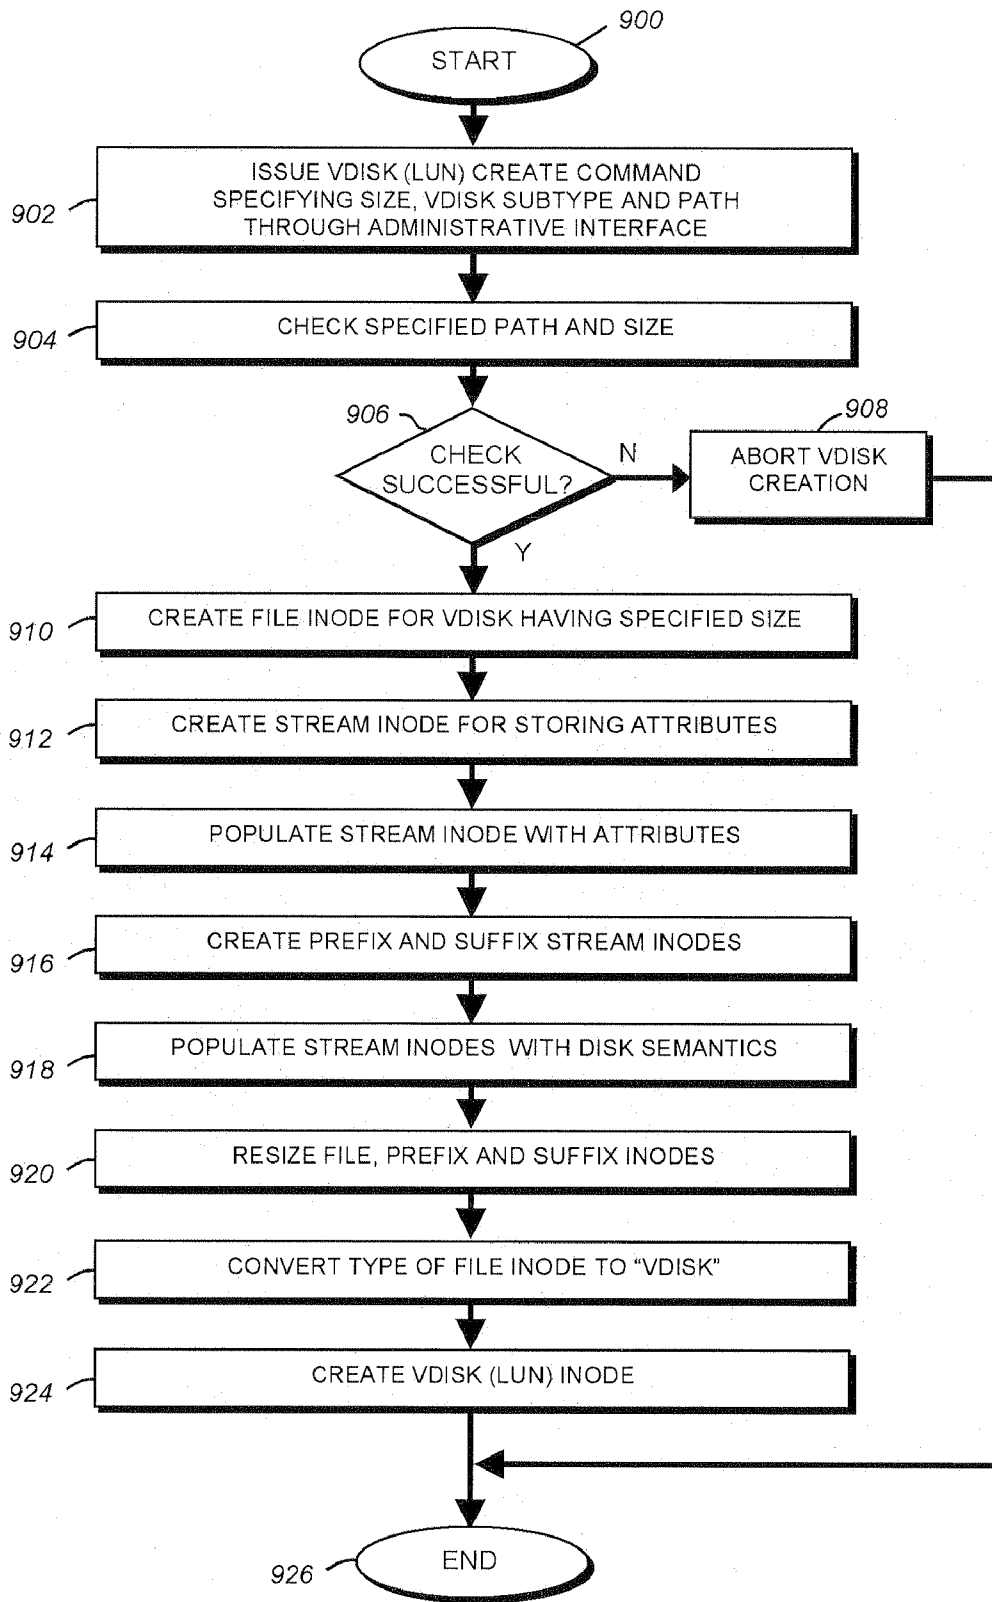 900
START
ISSUE VDISK (LUN) CREATE COMMAND
SPECIFYING SIZE, VDISK SUBTYPE AND PATH
THROUGH ADMINISTRATIVE INTERFACE
902
CHECK SPECIFIED PATH AND SIZE
904
906
CHECK
SUCCESSFUL?
N
908
ABORT VDISK
CREATION
Y
CREATE FILE INODE FOR VDISK HAVING SPECIFIED SIZE
910
CREATE STREAM INODE FOR STORING ATTRIBUTES
912
POPULATE STREAM INODE WITH ATTRIBUTES
914
CREATE PREFIX AND SUFFIX STREAM INODES
916
POPULATE STREAM INODES WITH DISK SEMANTICS
918
RESIZE FILE, PREFIX AND SUFFIX INODES
920
CONVERT TYPE OF FILE INODE TO “VDISK”
922
CREATE VDISK (LUN) INODE
924
END
926